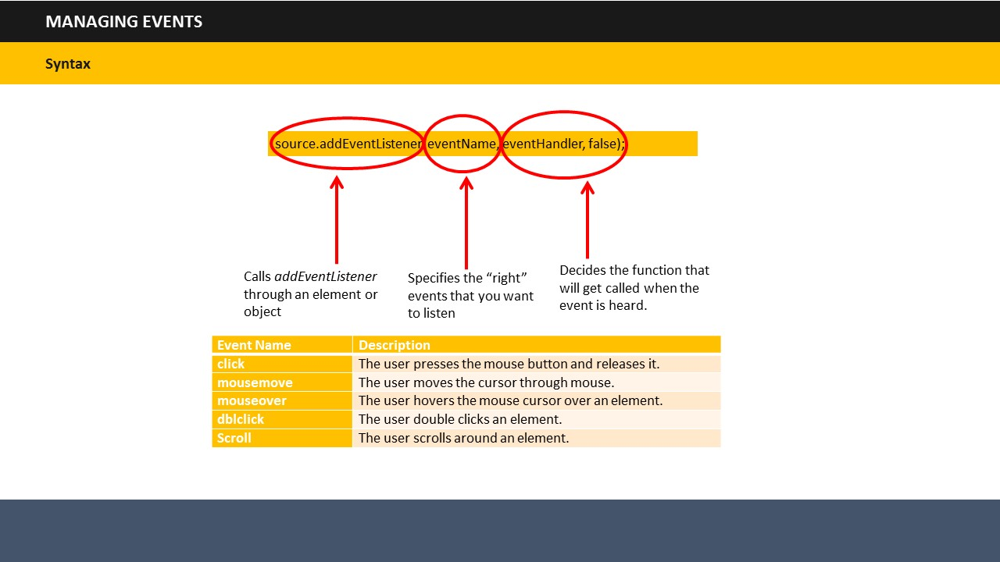 MANAGING EVENTS
Syntax
source.addEventListener(eventName, eventHandler, false);
Calls addEventListener
through an element or
object
Specifies the “right”
events that you want
to listen
Decides the function that
will get called when the
event is heard.
Event Name Description
click The user presses the mouse button and releases it.
mousemove The user moves the cursor through mouse.
mouseover The user hovers the mouse cursor over an element.
dblclick The user double clicks an element.
Scroll The user scrolls around an element.